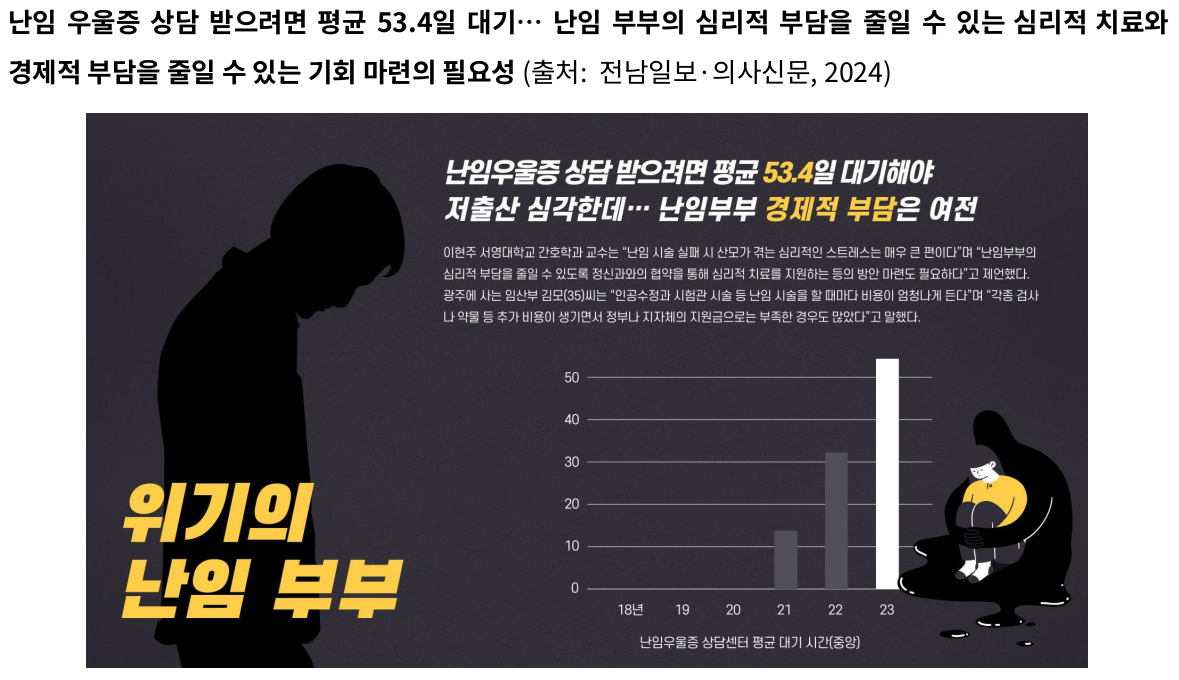 난임 우울증 상담 받으려면 평균 53.4일 대기… 난임 부부의 심리적 부담을 줄일 수 있는 심리적 치료와
경제적 부담을 줄일 수 있는 기회 마련의 필요성 (출처: 전남일보·의사신문, 2024)
난임우울증 상담 받으려면 평균 53.4일 대기해야
저출산 심각한데… 난임부부 경제적 부담은 여전
이현주 서영대학교 간호학과 교수는 “난임 시술 실패 시 산모가 겪는 심리적인 스트레스는 매우 큰 편이다”며 “난임부부의
심리적 부담을 줄일 수 있도록 정신과와의 협약을 통해 심리적 치료를 지원하는 등의 방안 마련도 필요하다”고 제언했다.
광주에 사는 임산부 김모(35)씨는 “인공수정과 시험관 시술 등 난임 시술을 할 때마다 비용이 엄청나게 든다”며 “각종 검사
나 약물 등 추가 비용이 생기면서 정부나 지자체의 지원금으로는 부족한 경우도 많았다”고 말했다.
위기의
난임 부부
50
40
30
20
10
0
18년 19 20 21 22 23
난임우울증 상담센터 평균 대기 시간(중앙)